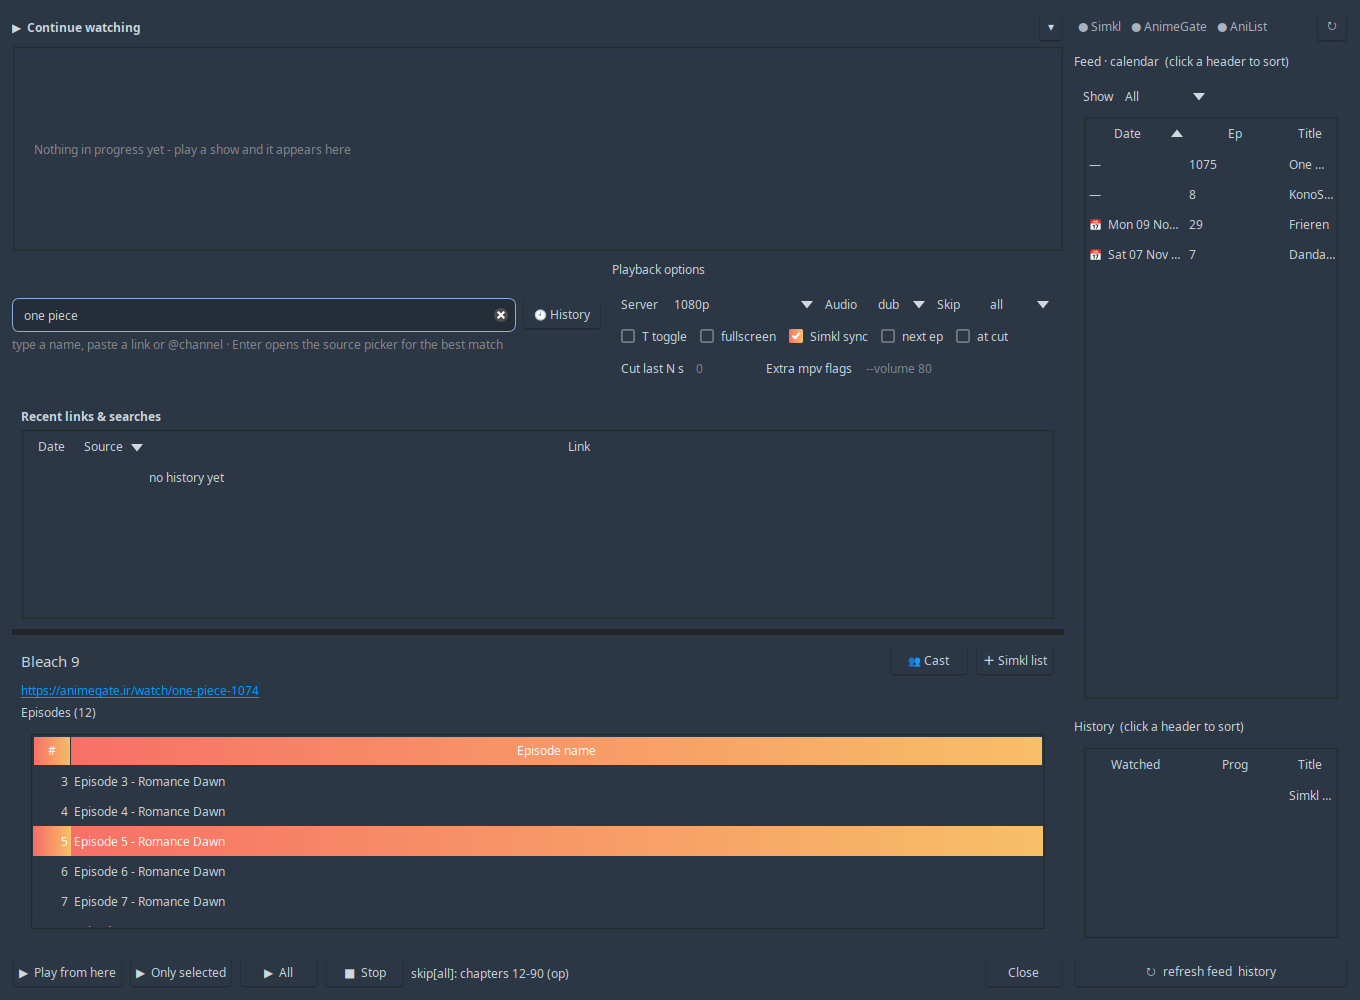 ▶ Continue watching
▼
● Simkl ● AnimeGate ● AniList
↻
Nothing in progress yet - play a show and it appears here
Feed · calendar (click a header to sort)
Show All
Date Ep Title
— 1075 One ...
— 8 KonoS...
Mon 09 No... 29 Frieren
Sat 07 Nov ... 7 Danda...
Playback options
one piece
History
type a name, paste a link or @channel · Enter opens the source picker for the best match
Server 1080p Audio dub Skip all
T toggle fullscreen Simkl sync next ep at cut
Cut last N s 0 Extra mpv flags --volume 80
Recent links & searches
Date Source Link
no history yet
Bleach 9
Cast
+ Simkl list
https://animegate.ir/watch/one-piece-1074
Episodes (12)
# Episode name
3 Episode 3 - Romance Dawn
4 Episode 4 - Romance Dawn
5 Episode 5 - Romance Dawn
6 Episode 6 - Romance Dawn
7 Episode 7 - Romance Dawn
History (click a header to sort)
Watched Prog Title
Simkl ...
▶ Play from here ▶ Only selected ▶ All ■ Stop skip[all]: chapters 12-90 (op) Close
↻ refresh feed history